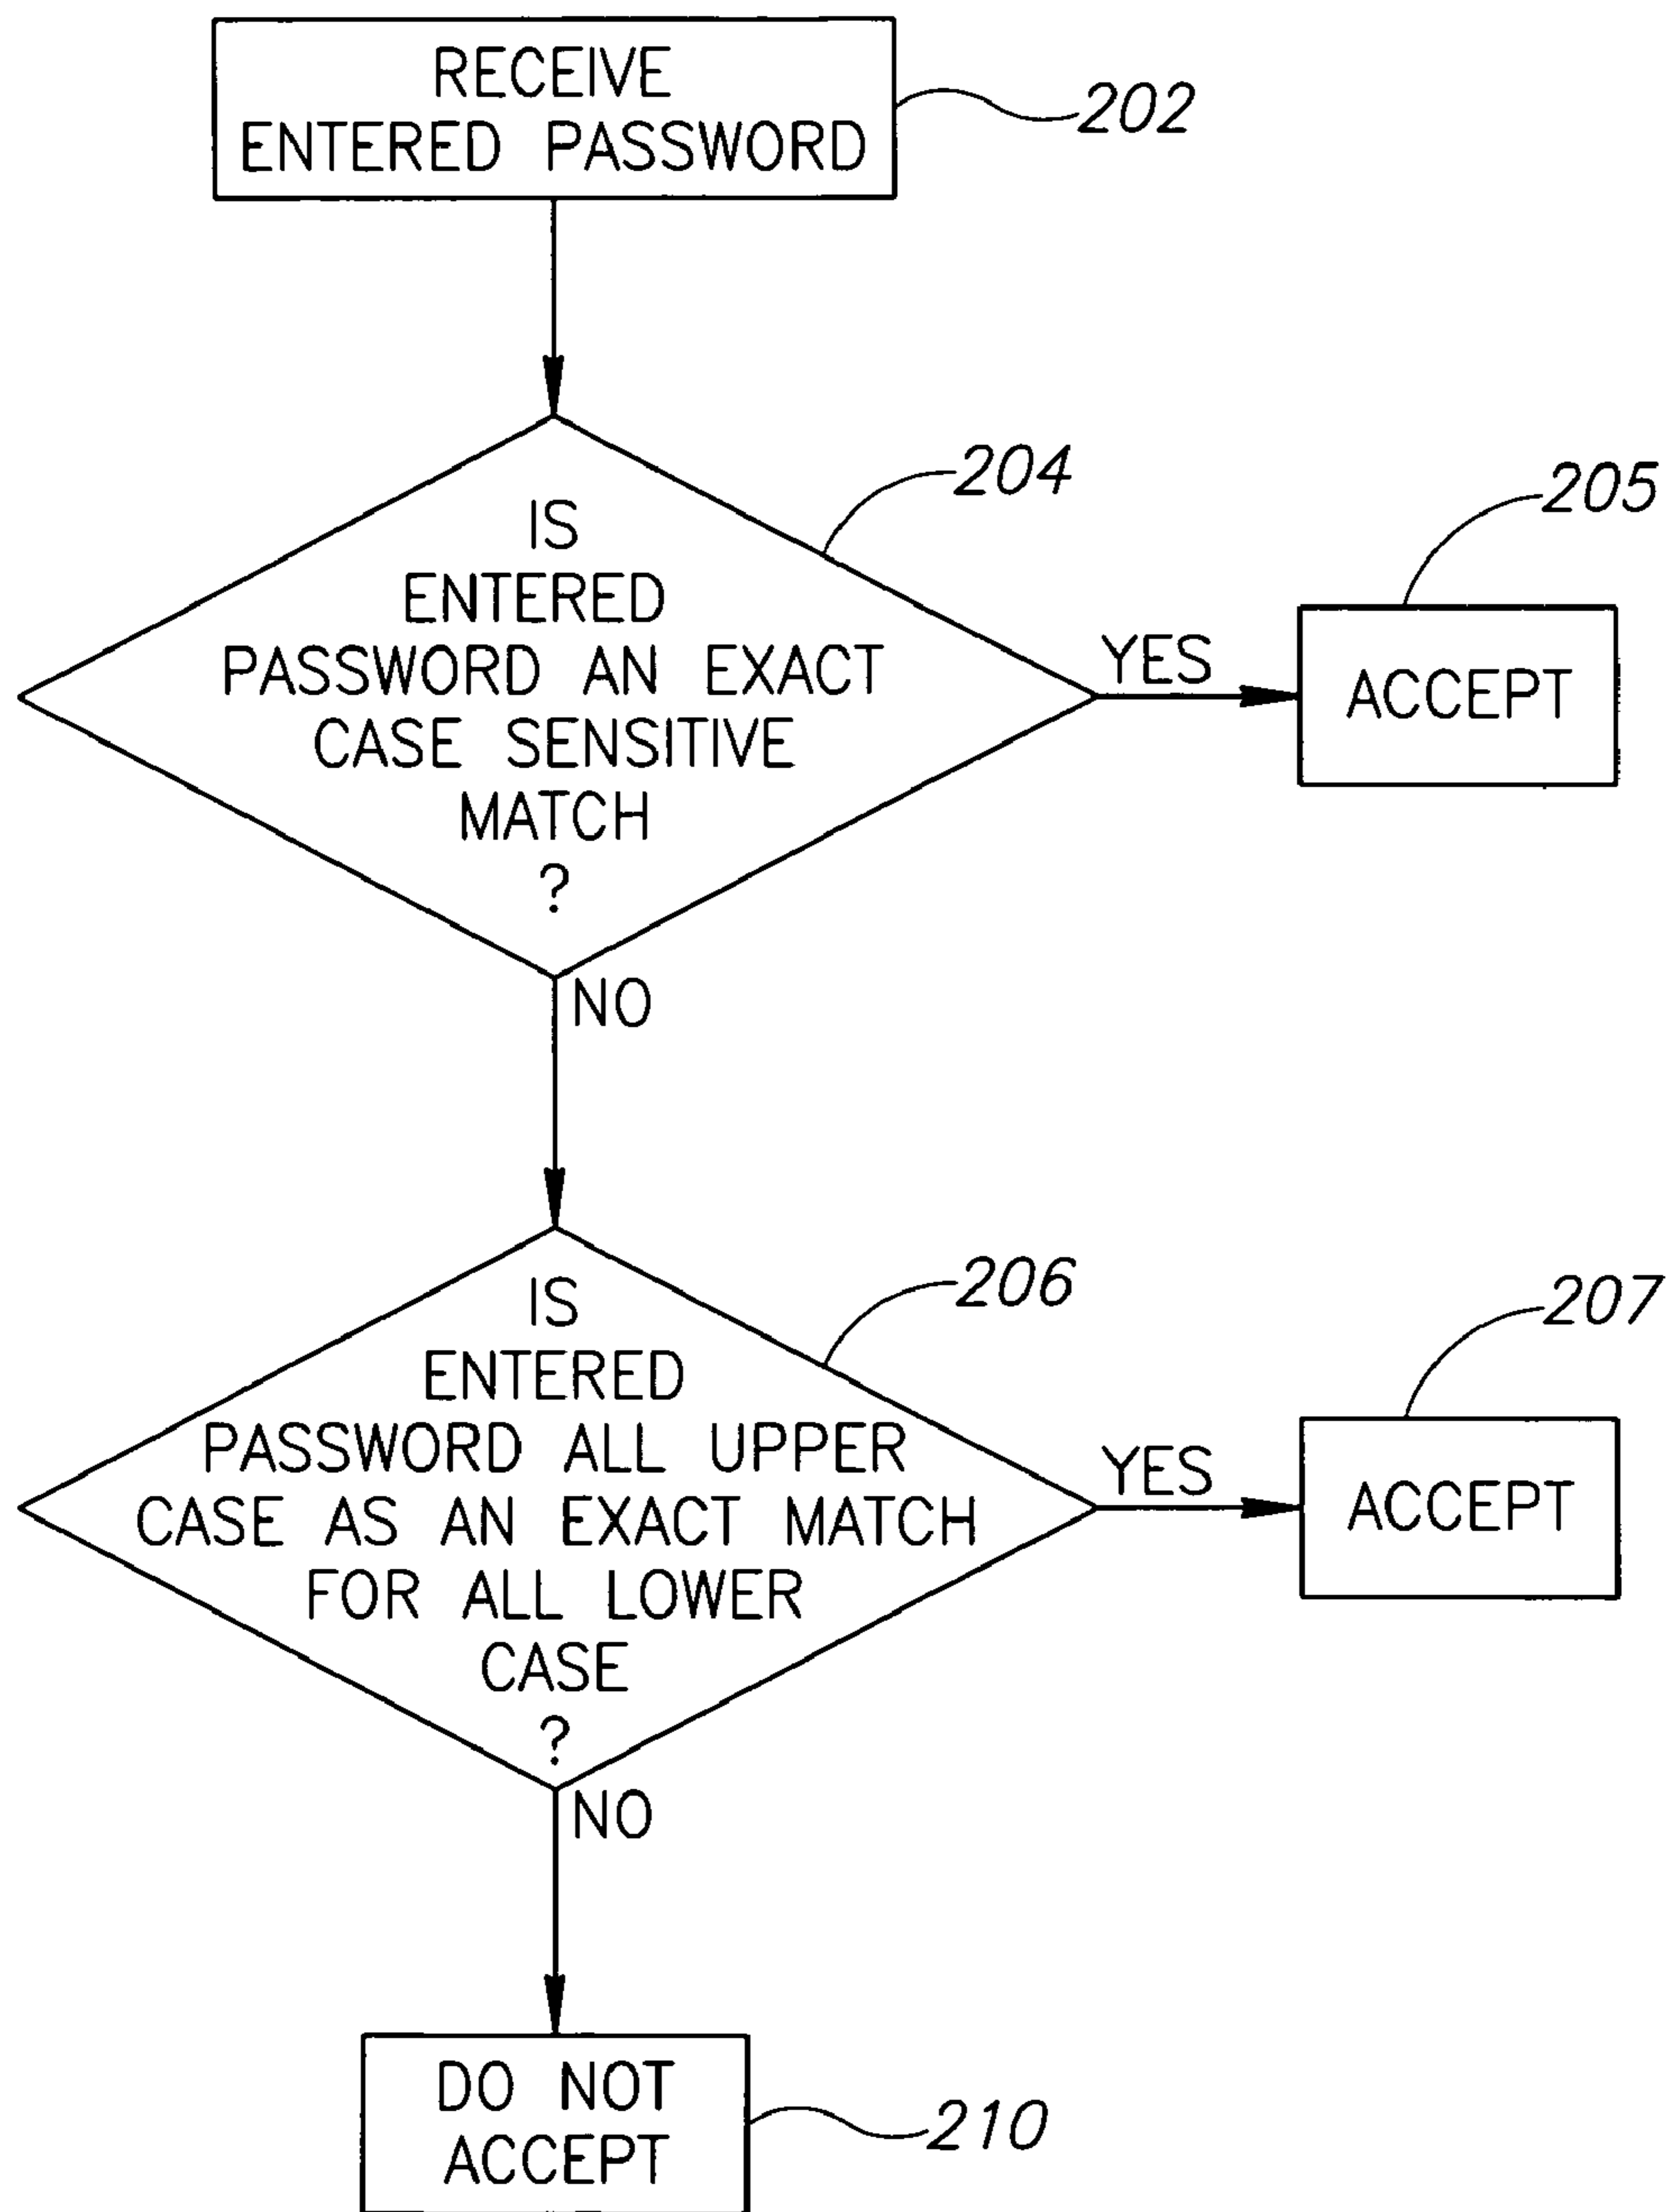 RECEIVE
ENTERED PASSWORD
202
IS
ENTERED
PASSWORD AN EXACT
CASE SENSITIVE
MATCH
?
204
YES
ACCEPT
205
NO
IS
ENTERED
PASSWORD ALL UPPER
CASE AS AN EXACT MATCH
FOR ALL LOWER
CASE
?
206
YES
ACCEPT
207
NO
DO NOT
ACCEPT
210